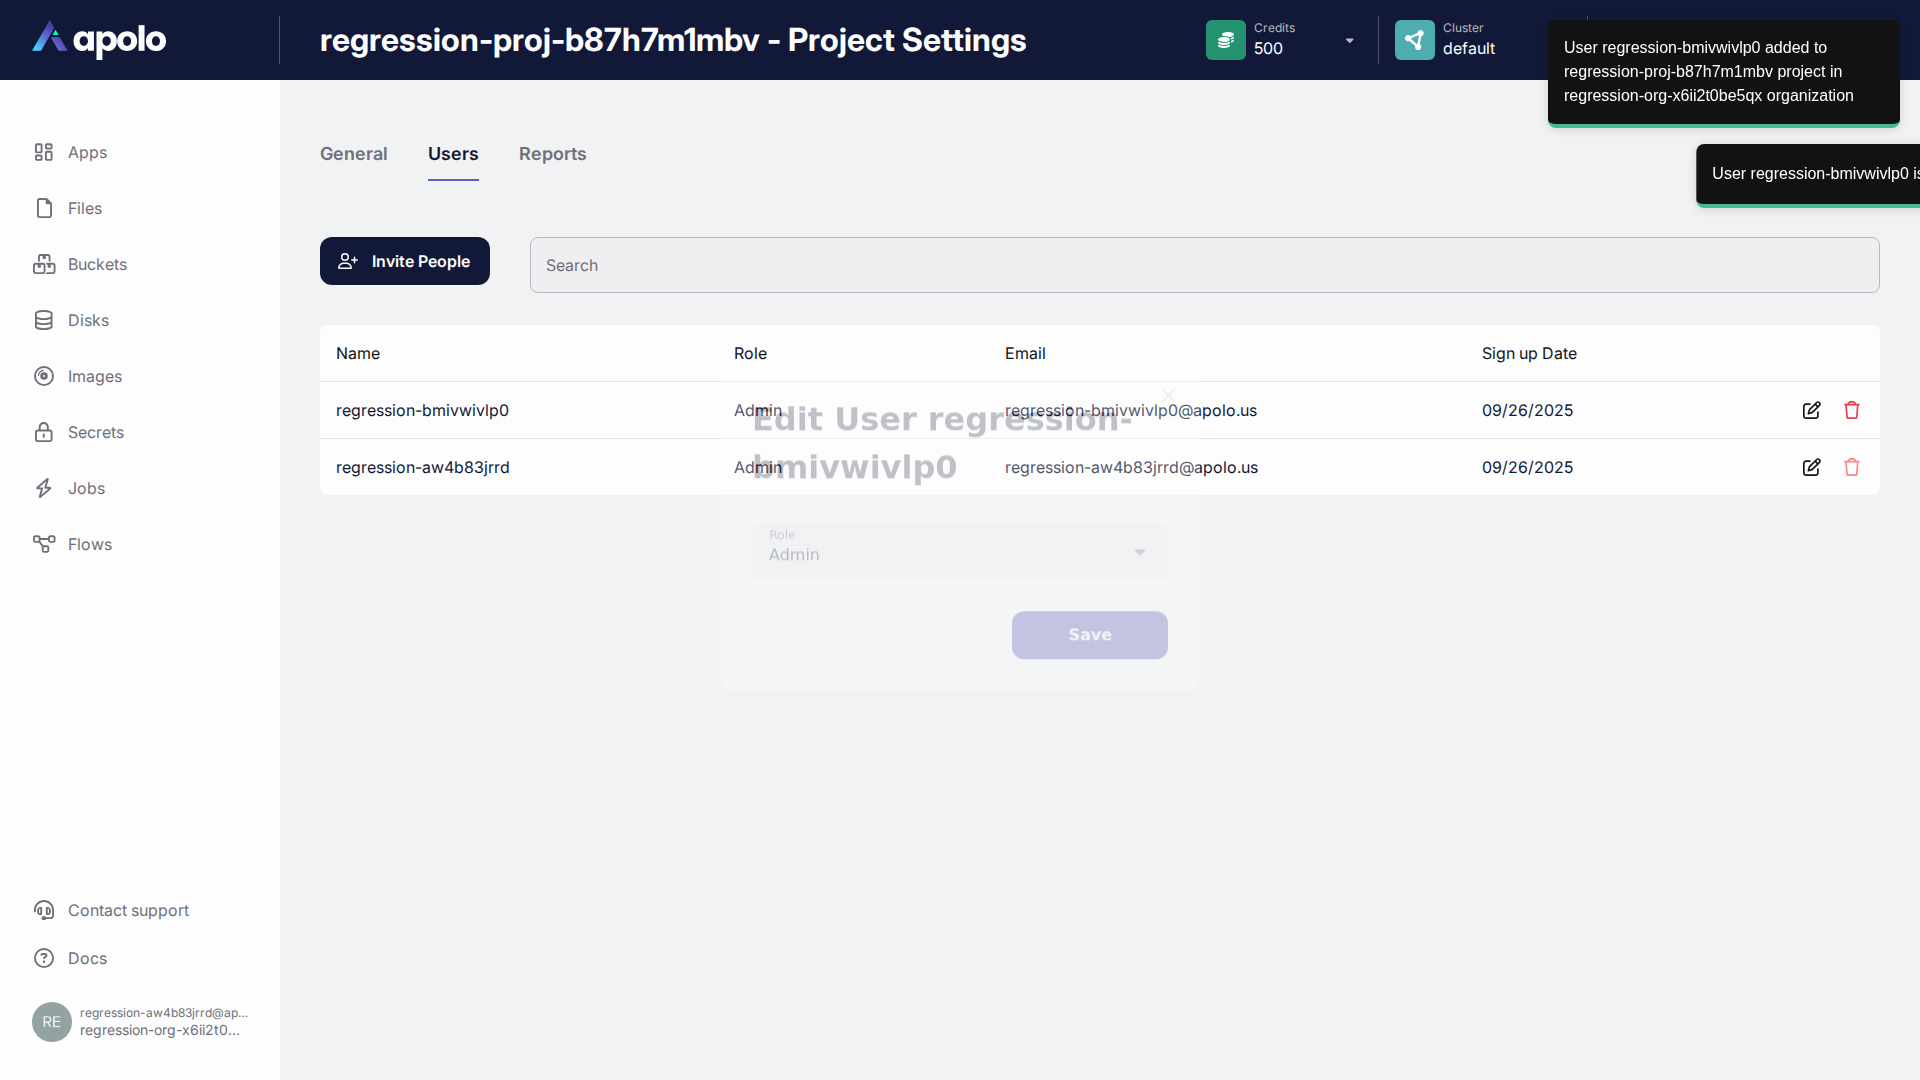 apolo
regression-proj-b87h7m1mbv - Project Settings
Credits
500
Cluster
default
User regression-bmivwivlp0 added to
regression-proj-b87h7m1mbv project in
regression-org-x6ii2t0be5qx organization
User regression-bmivwivlp0 is
Apps
Files
Buckets
Disks
Images
Secrets
Jobs
Flows
General
Users
Reports
Invite People
Search
Name
Role
Email
Sign up Date
regression-bmivwivlp0
Admin
regression-bmivwivlp0@apolo.us
09/26/2025
regression-aw4b83jrrd
Admin
regression-aw4b83jrrd@apolo.us
09/26/2025
Edit User regression-
bmivwivlp0
Role
Admin
Save
Contact support
Docs
RE
regression-aw4b83jrrd@ap...
regression-org-x6ii2t0...